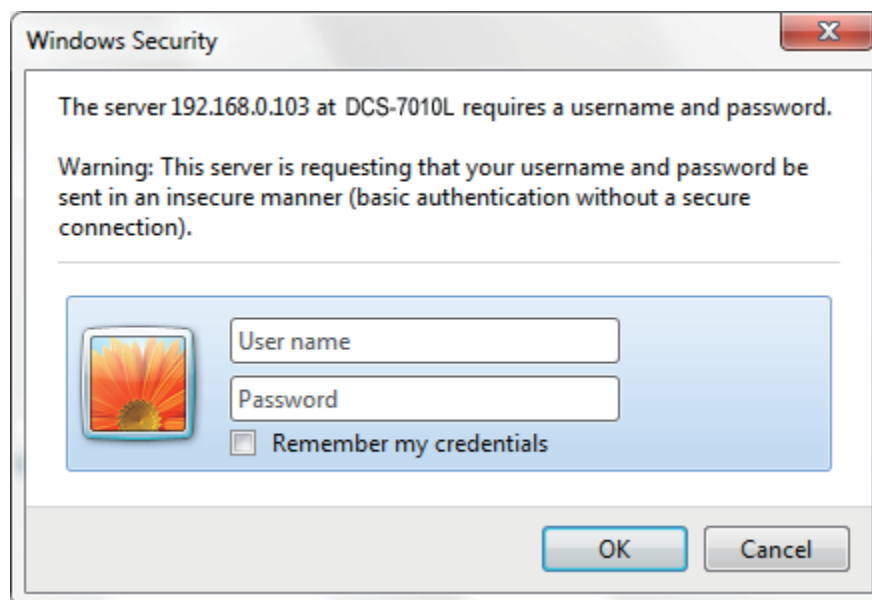 Windows Security
The server 192.168.0.103 at DCS-7010L requires a username and password.
Warning: This server is requesting that your username and password be
sent in an insecure manner (basic authentication without a secure
connection).
User name
Password
Remember my credentials
OK
Cancel